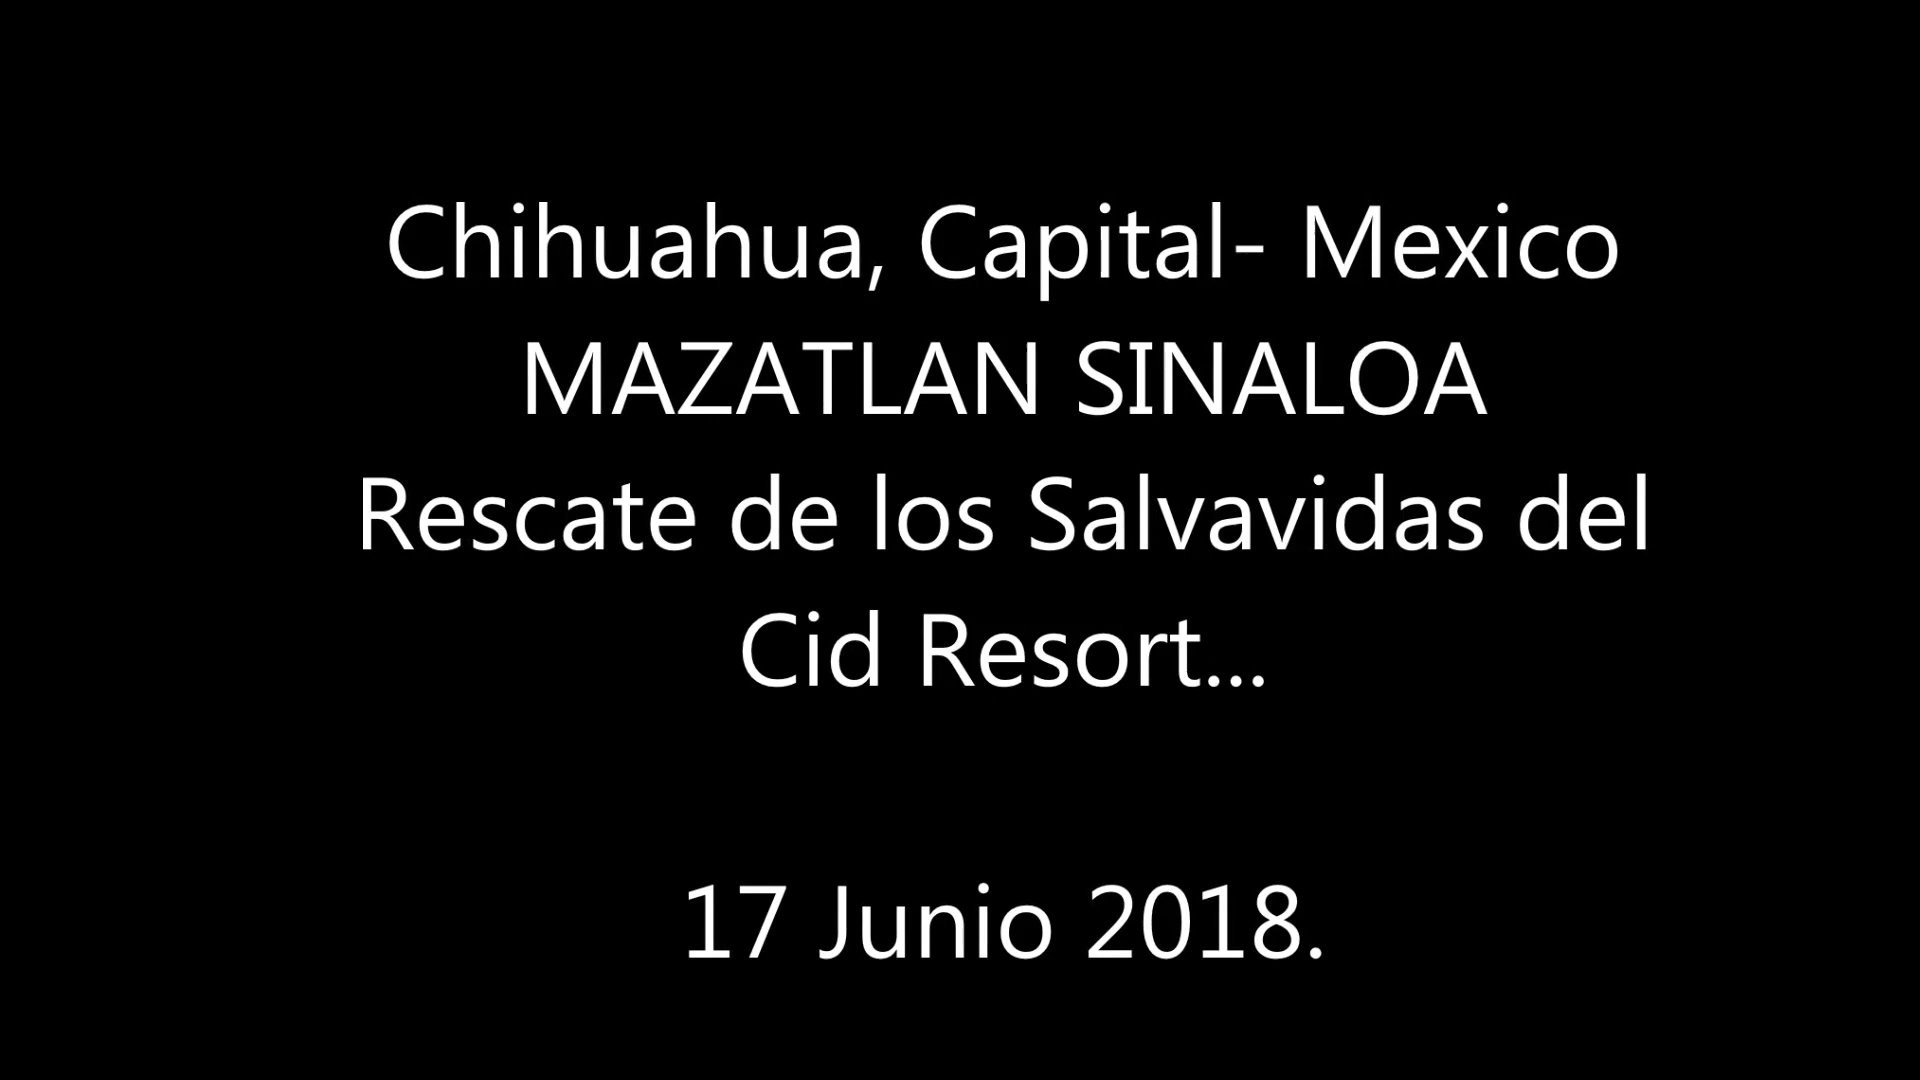 Chihuahua, Capital- Mexico
MAZATLAN SINALOA
Rescate de los Salvavidas del
Cid Resort...
17 Junio 2018.